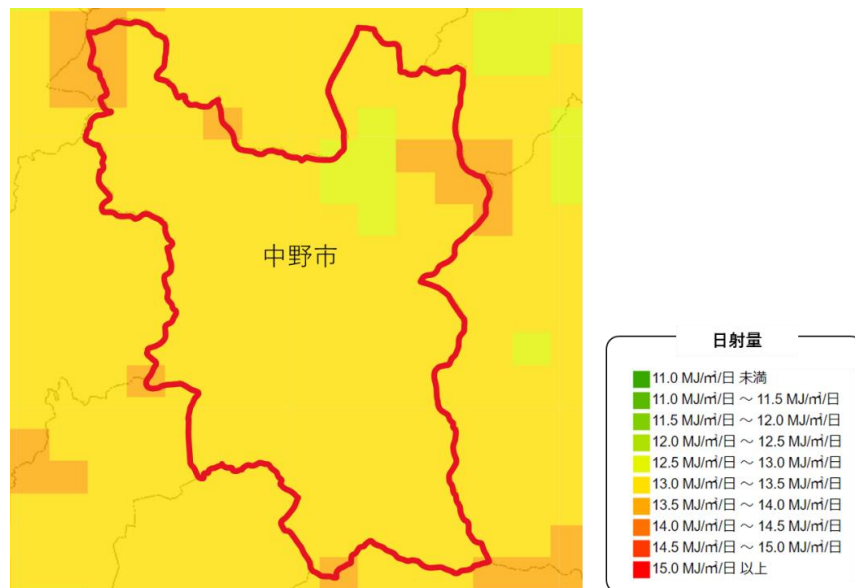 中野市
日射量
11.0 MJ/㎡/日 未満
11.0 MJ/㎡/日 ～ 11.5 MJ/㎡/日
11.5 MJ/㎡/日 ～ 12.0 MJ/㎡/日
12.0 MJ/㎡/日 ～ 12.5 MJ/㎡/日
12.5 MJ/㎡/日 ～ 13.0 MJ/㎡/日
13.0 MJ/㎡/日 ～ 13.5 MJ/㎡/日
13.5 MJ/㎡/日 ～ 14.0 MJ/㎡/日
14.0 MJ/㎡/日 ～ 14.5 MJ/㎡/日
14.5 MJ/㎡/日 ～ 15.0 MJ/㎡/日
15.0 MJ/㎡/日 以上